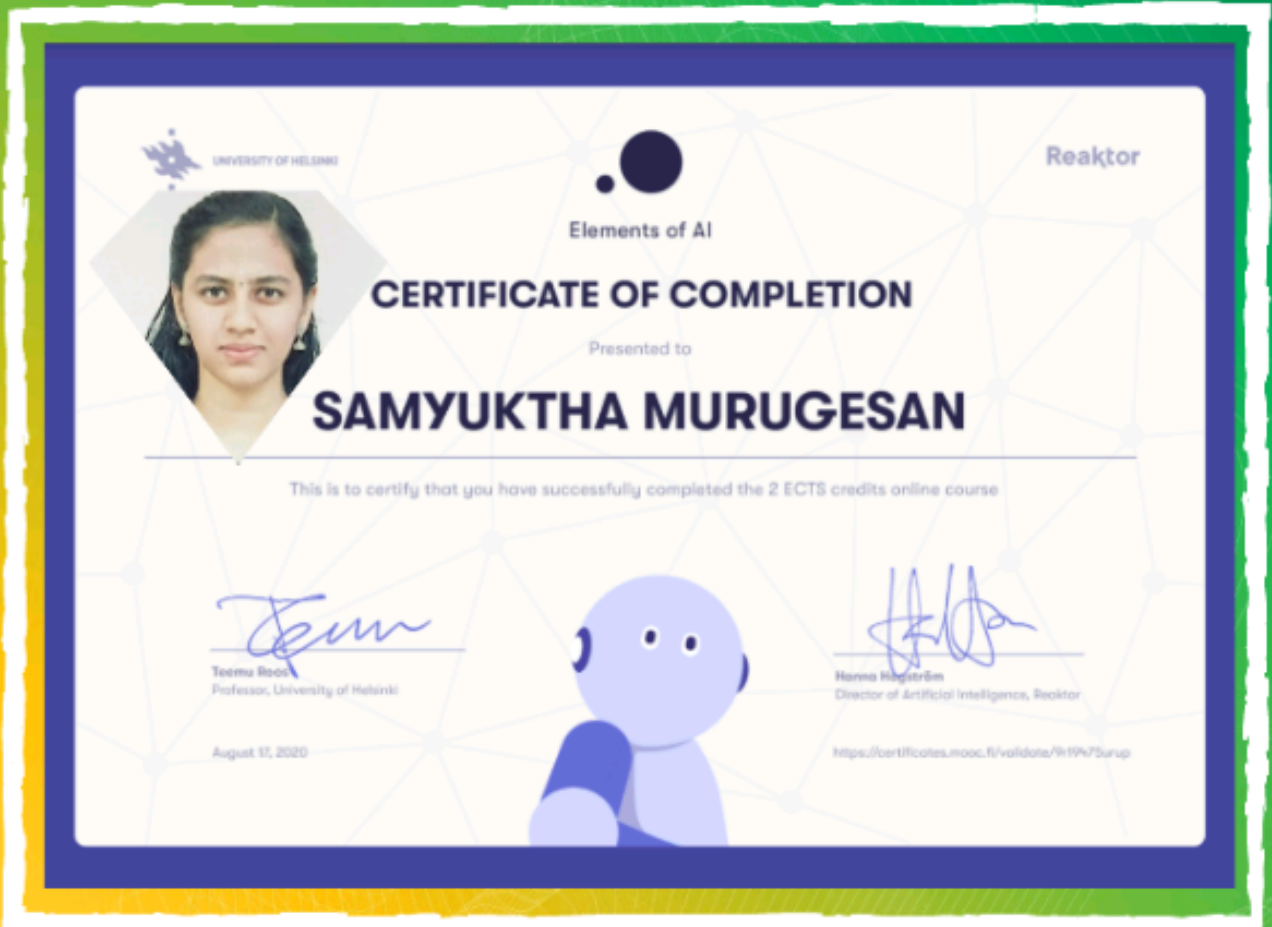 UNIVERSITY OF HELSINKI
Reaktor
Elements of AI
CERTIFICATE OF COMPLETION
Presented to
SAMYUKTHA MURUGESAN
This is to certify that you have successfully completed the 2 ECTS credits online course
Teemu Roos
Professor, University of Helsinki
Hanna Hagström
Director of Artificial Intelligence, Reaktor
August 17, 2020